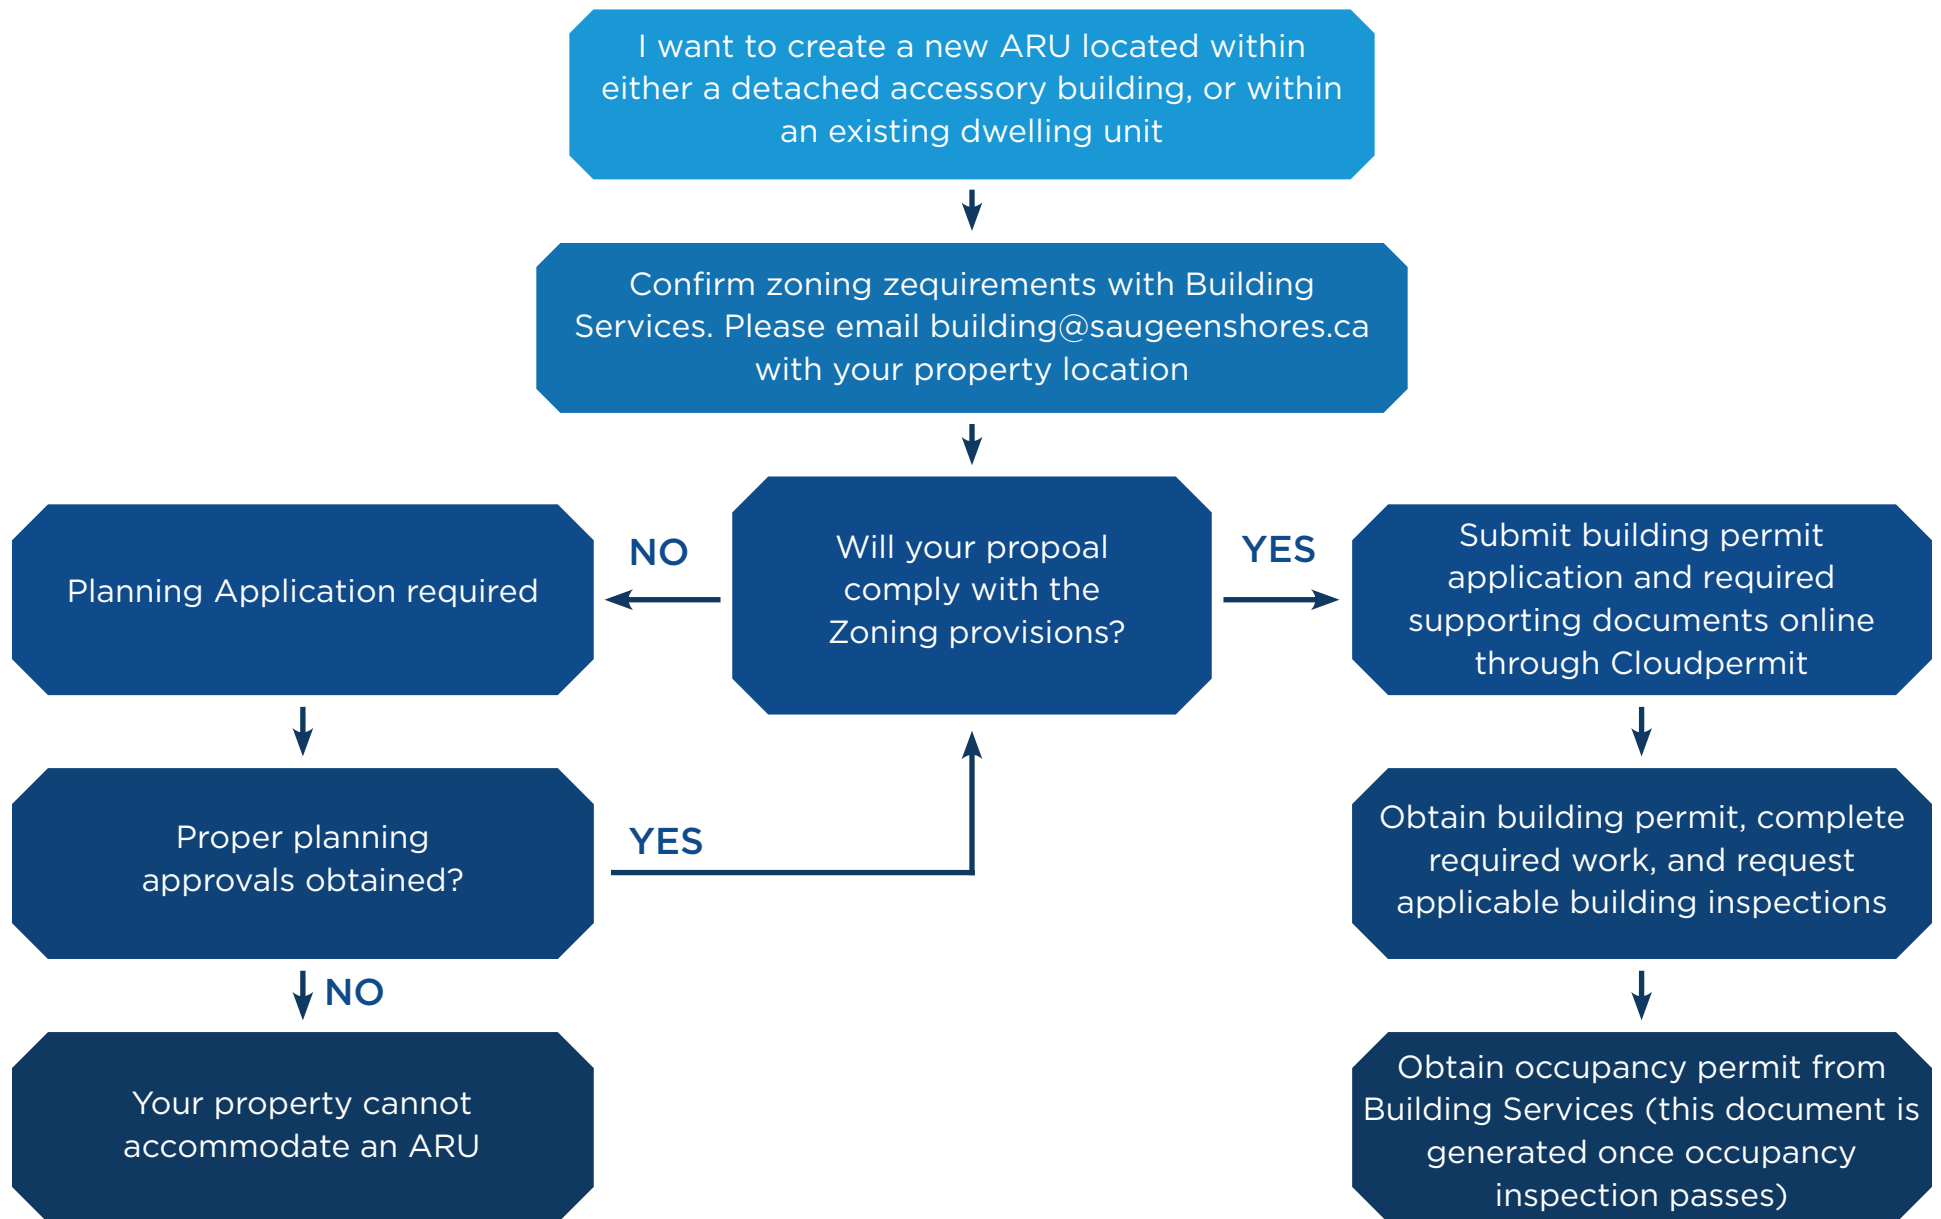 I want to create a new ARU located within
either a detached accessory building, or within
an existing dwelling unit
Confirm zoning zequirements with Building
Services. Please email building@saugeenshores.ca
with your property location
Will your propoal
comply with the
Zoning provisions?
NO
Planning Application required
Proper planning
approvals obtained?
YES
NO
Your property cannot
accommodate an ARU
YES
Submit building permit
application and required
supporting documents online
through Cloudpermit
Obtain building permit, complete
required work, and request
applicable building inspections
Obtain occupancy permit from
Building Services (this document is
generated once occupancy
inspection passes)